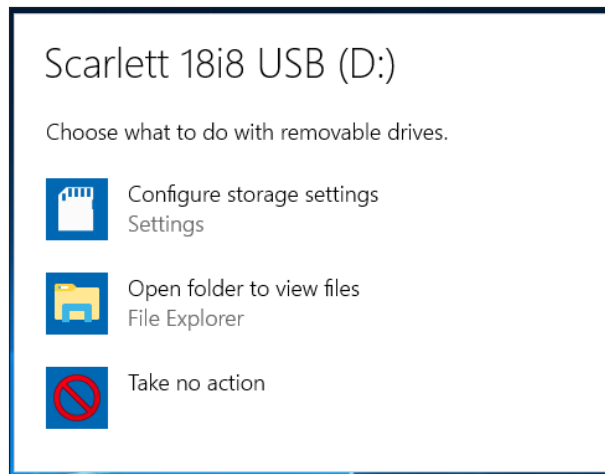 Scarlett 18i8 USB (D:)
Choose what to do with removable drives.
Configure storage settings
Settings
Open folder to view files
File Explorer
Take no action